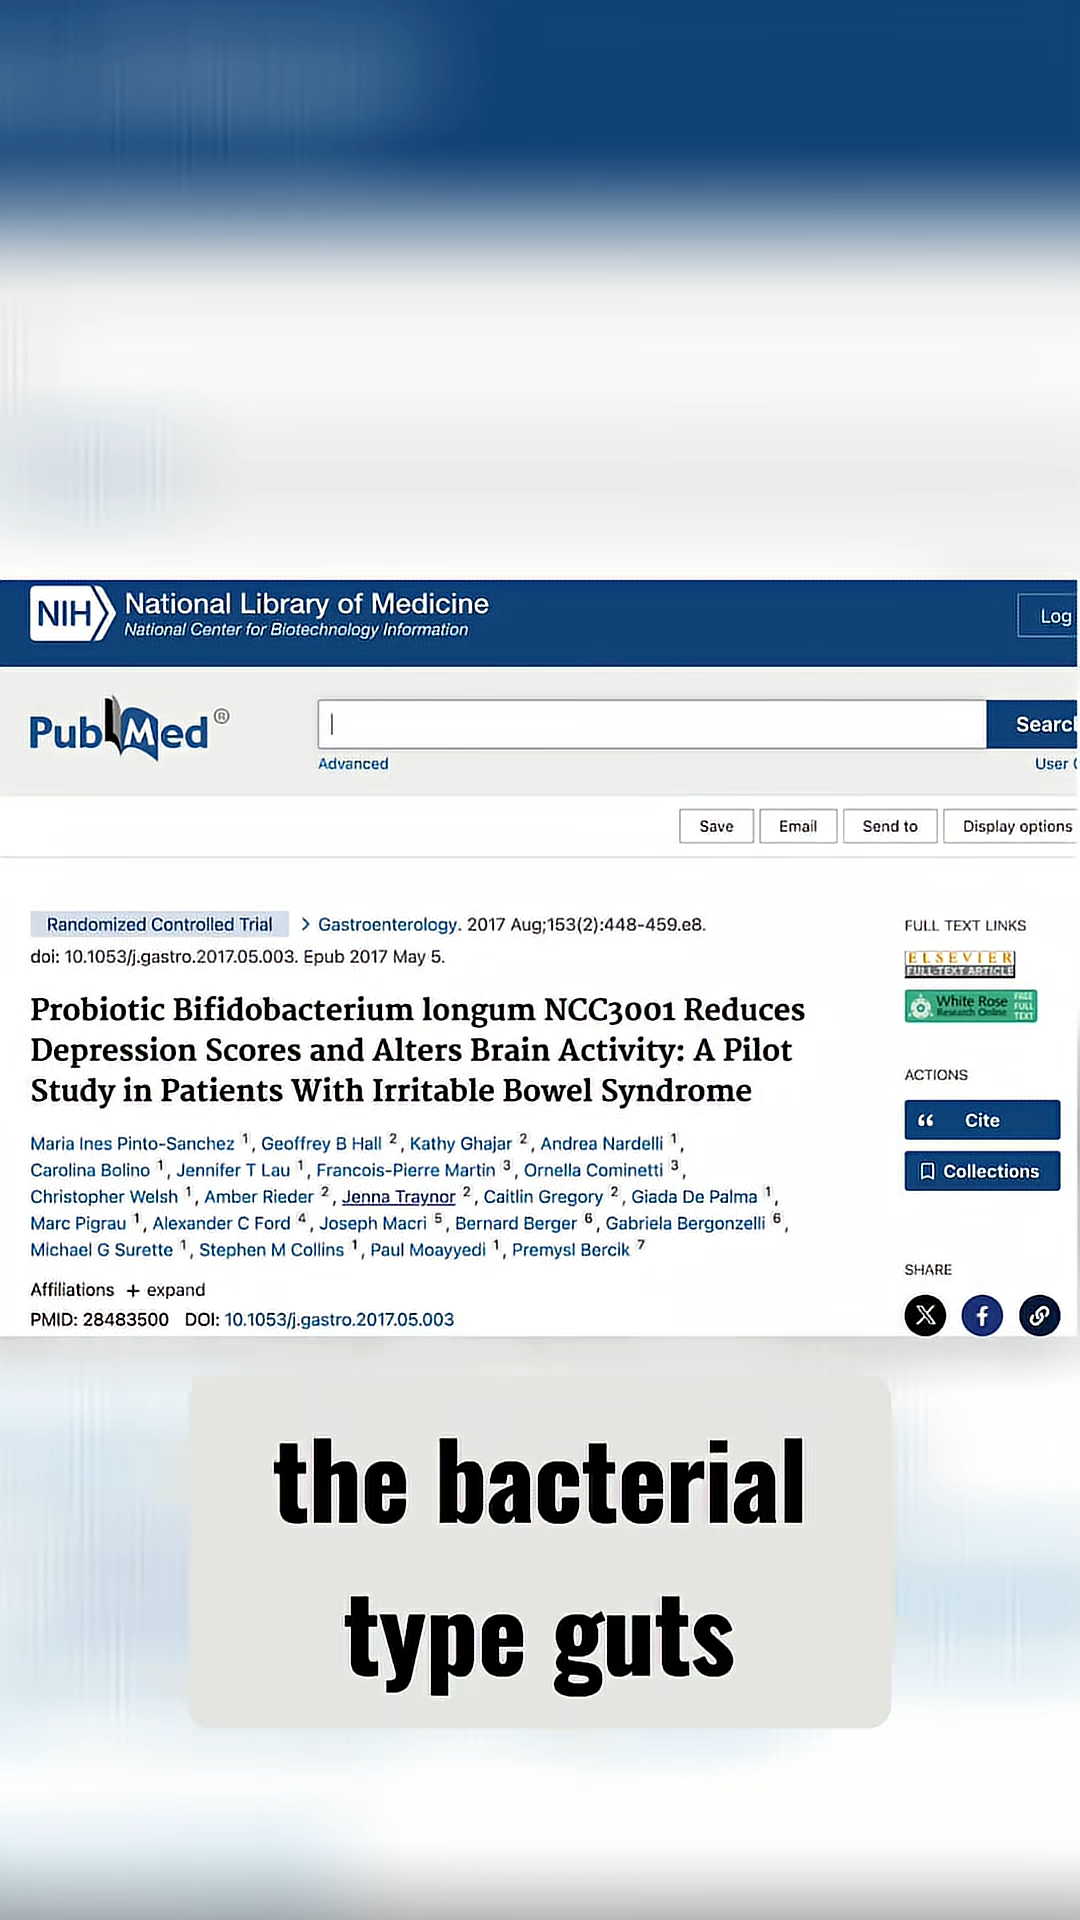 NIH National Library of Medicine
National Center for Biotechnology Information
Log
PubMed®
Search
Advanced
User
Save Email Send to Display options
Randomized Controlled Trial > Gastroenterology. 2017 Aug;153(2):448-459.e8.
doi: 10.1053/j.gastro.2017.05.003. Epub 2017 May 5.
Probiotic Bifidobacterium longum NCC3001 Reduces
Depression Scores and Alters Brain Activity: A Pilot
Study in Patients With Irritable Bowel Syndrome
Maria Ines Pinto-Sanchez 1, Geoffrey B Hall 2, Kathy Ghajar 2, Andrea Nardelli 1,
Carolina Bolino 1, Jennifer T Lau 1, Francois-Pierre Martin 3, Ornella Cominetti 3,
Christopher Welsh 1, Amber Rieder 2, Jenna Traynor 2, Caitlin Gregory 2, Giada De Palma 1,
Marc Pigrau 1, Alexander C Ford 4, Joseph Macri 5, Bernard Berger 6, Gabriela Bergonzelli 6,
Michael G Surette 1, Stephen M Collins 1, Paul Moayyedi 1, Premysl Bercik 7
Affiliations + expand
PMID: 28483500 DOI: 10.1053/j.gastro.2017.05.003
FULL TEXT LINKS
ELSEVIER
FULL-TEXT ARTICLE
White Rose
Research Online
FREE
FULL
TEXT
ACTIONS
Cite
Collections
SHARE
the bacterial
type guts